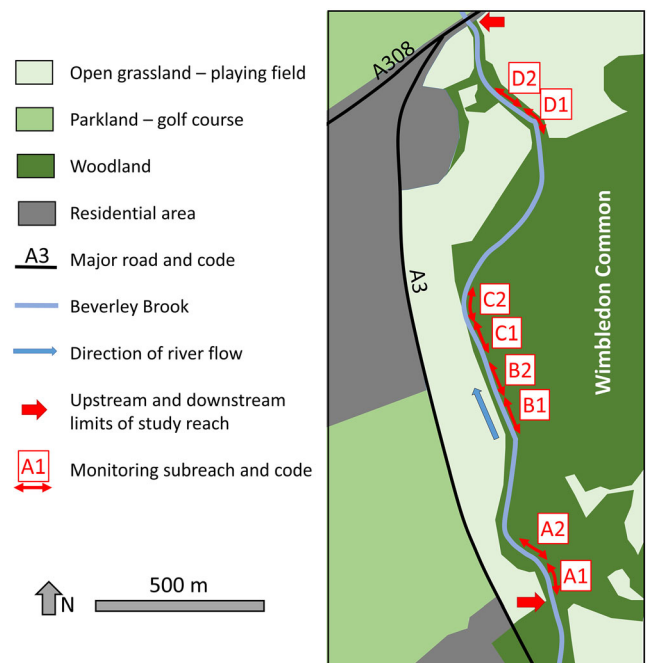 Open grassland – playing field
Parkland – golf course
Woodland
Residential area
A3
Major road and code
Beverley Brook
Direction of river flow
Upstream and downstream
limits of study reach
A1
Monitoring subreach and code
N
500 m
A308
A3
D2
D1
C2
C1
B2
B1
A2
A1
Wimbledon Common